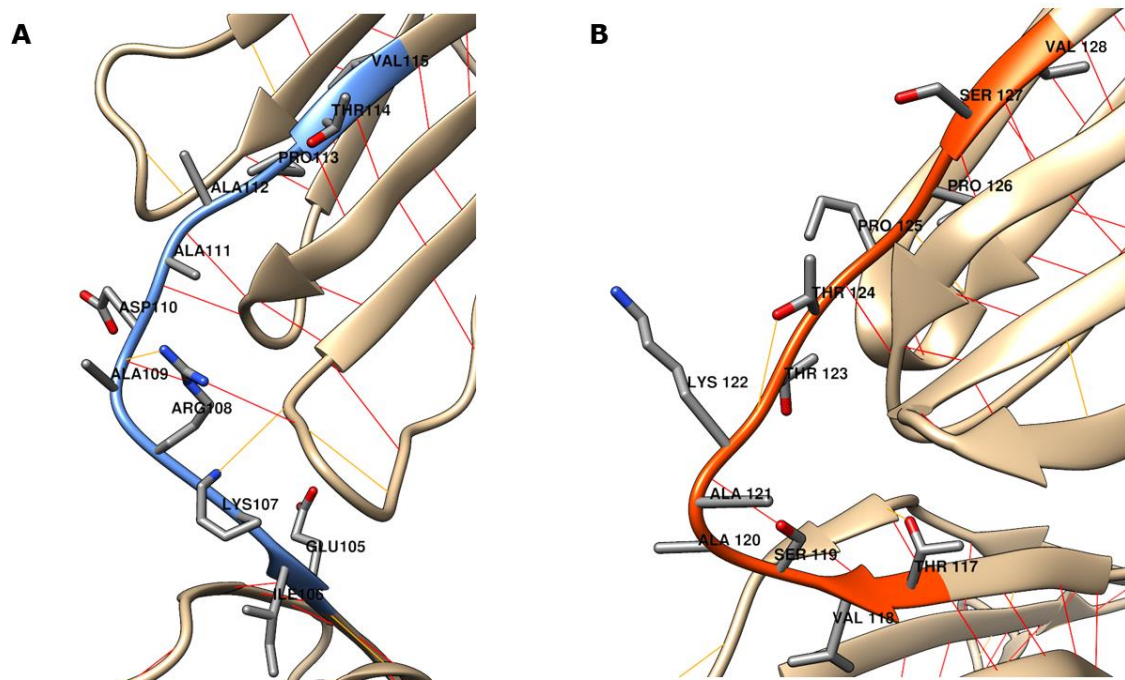 A
VAL115
THR114
PRO113
ALA112
ALA111
ASP110
ALA109
ARG108
LYS107
GLU105
ILE106
B
VAL 128
SER 127
PRO 126
PRO 125
THR 124
THR 123
LYS 122
ALA 121
ALA 120
SER 119
THR 117
VAL 118